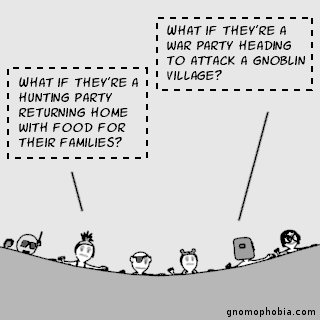 WHAT IF THEY'RE A
HUNTING PARTY
RETURNING HOME
WITH FOOD FOR
THEIR FAMILIES?
WHAT IF THEY'RE A
WAR PARTY HEADING
TO ATTACK A GNOBLIN
VILLAGE?
gnomophobia.com